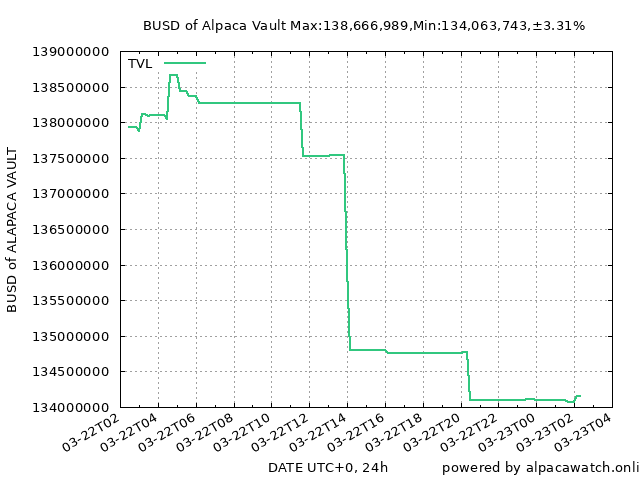 BUSD of Alpaca Vault Max:138,666,989,Min:134,063,743,±3.31%
139000000
TVL
138500000
138000000
137500000
137000000
136500000
136000000
135500000
135000000
134500000
134000000
BUSD of ALAPACA VAULT
03-22T02
03-22T04
03-22T06
03-22T08
03-22T10
03-22T12
03-22T14
03-22T16
03-22T18
03-22T20
03-22T22
03-23T00
03-23T02
03-23T04
DATE UTC+0, 24h
powered by alpacawatch.onli